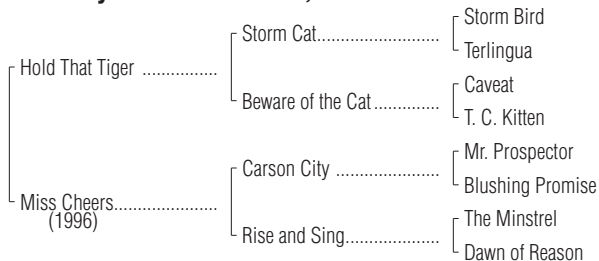 Storm Bird
Storm Cat..............................
Terlingua
Hold That Tiger ................
Caveat
Beware of the Cat................
T. C. Kitten
Mr. Prospector
Carson City ......................
Blushing Promise
Miss Cheers......................
(1996)
The Minstrel
Rise and Sing......................
Dawn of Reason